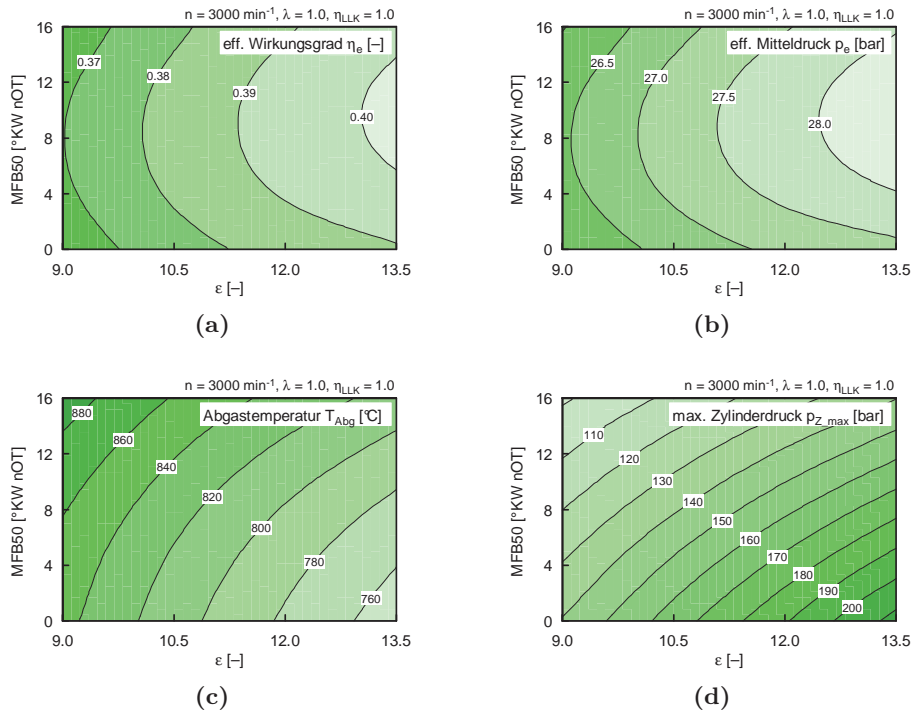 n = 3000 min⁻¹, λ = 1.0, η_LLK = 1.0
eff. Wirkungsgrad η_e [–]
MFB50 [°KW nOT]
16
12
8
4
0
0.37
0.38
0.39
0.40
9.0 10.5 12.0 13.5
ε [–]
(a)
n = 3000 min⁻¹, λ = 1.0, η_LLK = 1.0
eff. Mitteldruck p_e [bar]
MFB50 [°KW nOT]
16
12
8
4
0
26.5
27.0
27.5
28.0
9.0 10.5 12.0 13.5
ε [–]
(b)
n = 3000 min⁻¹, λ = 1.0, η_LLK = 1.0
Abgastemperatur T_Abg [°C]
MFB50 [°KW nOT]
16
12
8
4
0
880
860
840
820
800
780
760
9.0 10.5 12.0 13.5
ε [–]
(c)
n = 3000 min⁻¹, λ = 1.0, η_LLK = 1.0
max. Zylinderdruck p_Z_max [bar]
MFB50 [°KW nOT]
16
12
8
4
0
110
120
130
140
150
160
170
180
190
200
9.0 10.5 12.0 13.5
ε [–]
(d)